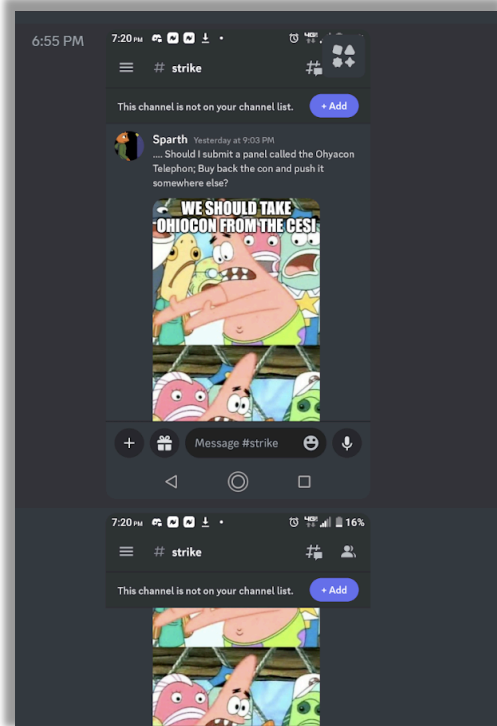 6:55 PM
7:20 PM
# strike
This channel is not on your channel list.
+ Add
Sparth Yesterday at 9:03 PM
.... Should I submit a panel called the Ohyacon
Telephon; Buy back the con and push it
somewhere else?
WE SHOULD TAKE
OHIOCON FROM THE CESI
Message #strike
7:20 PM 4GE 16%
# strike
This channel is not on your channel list.
+ Add